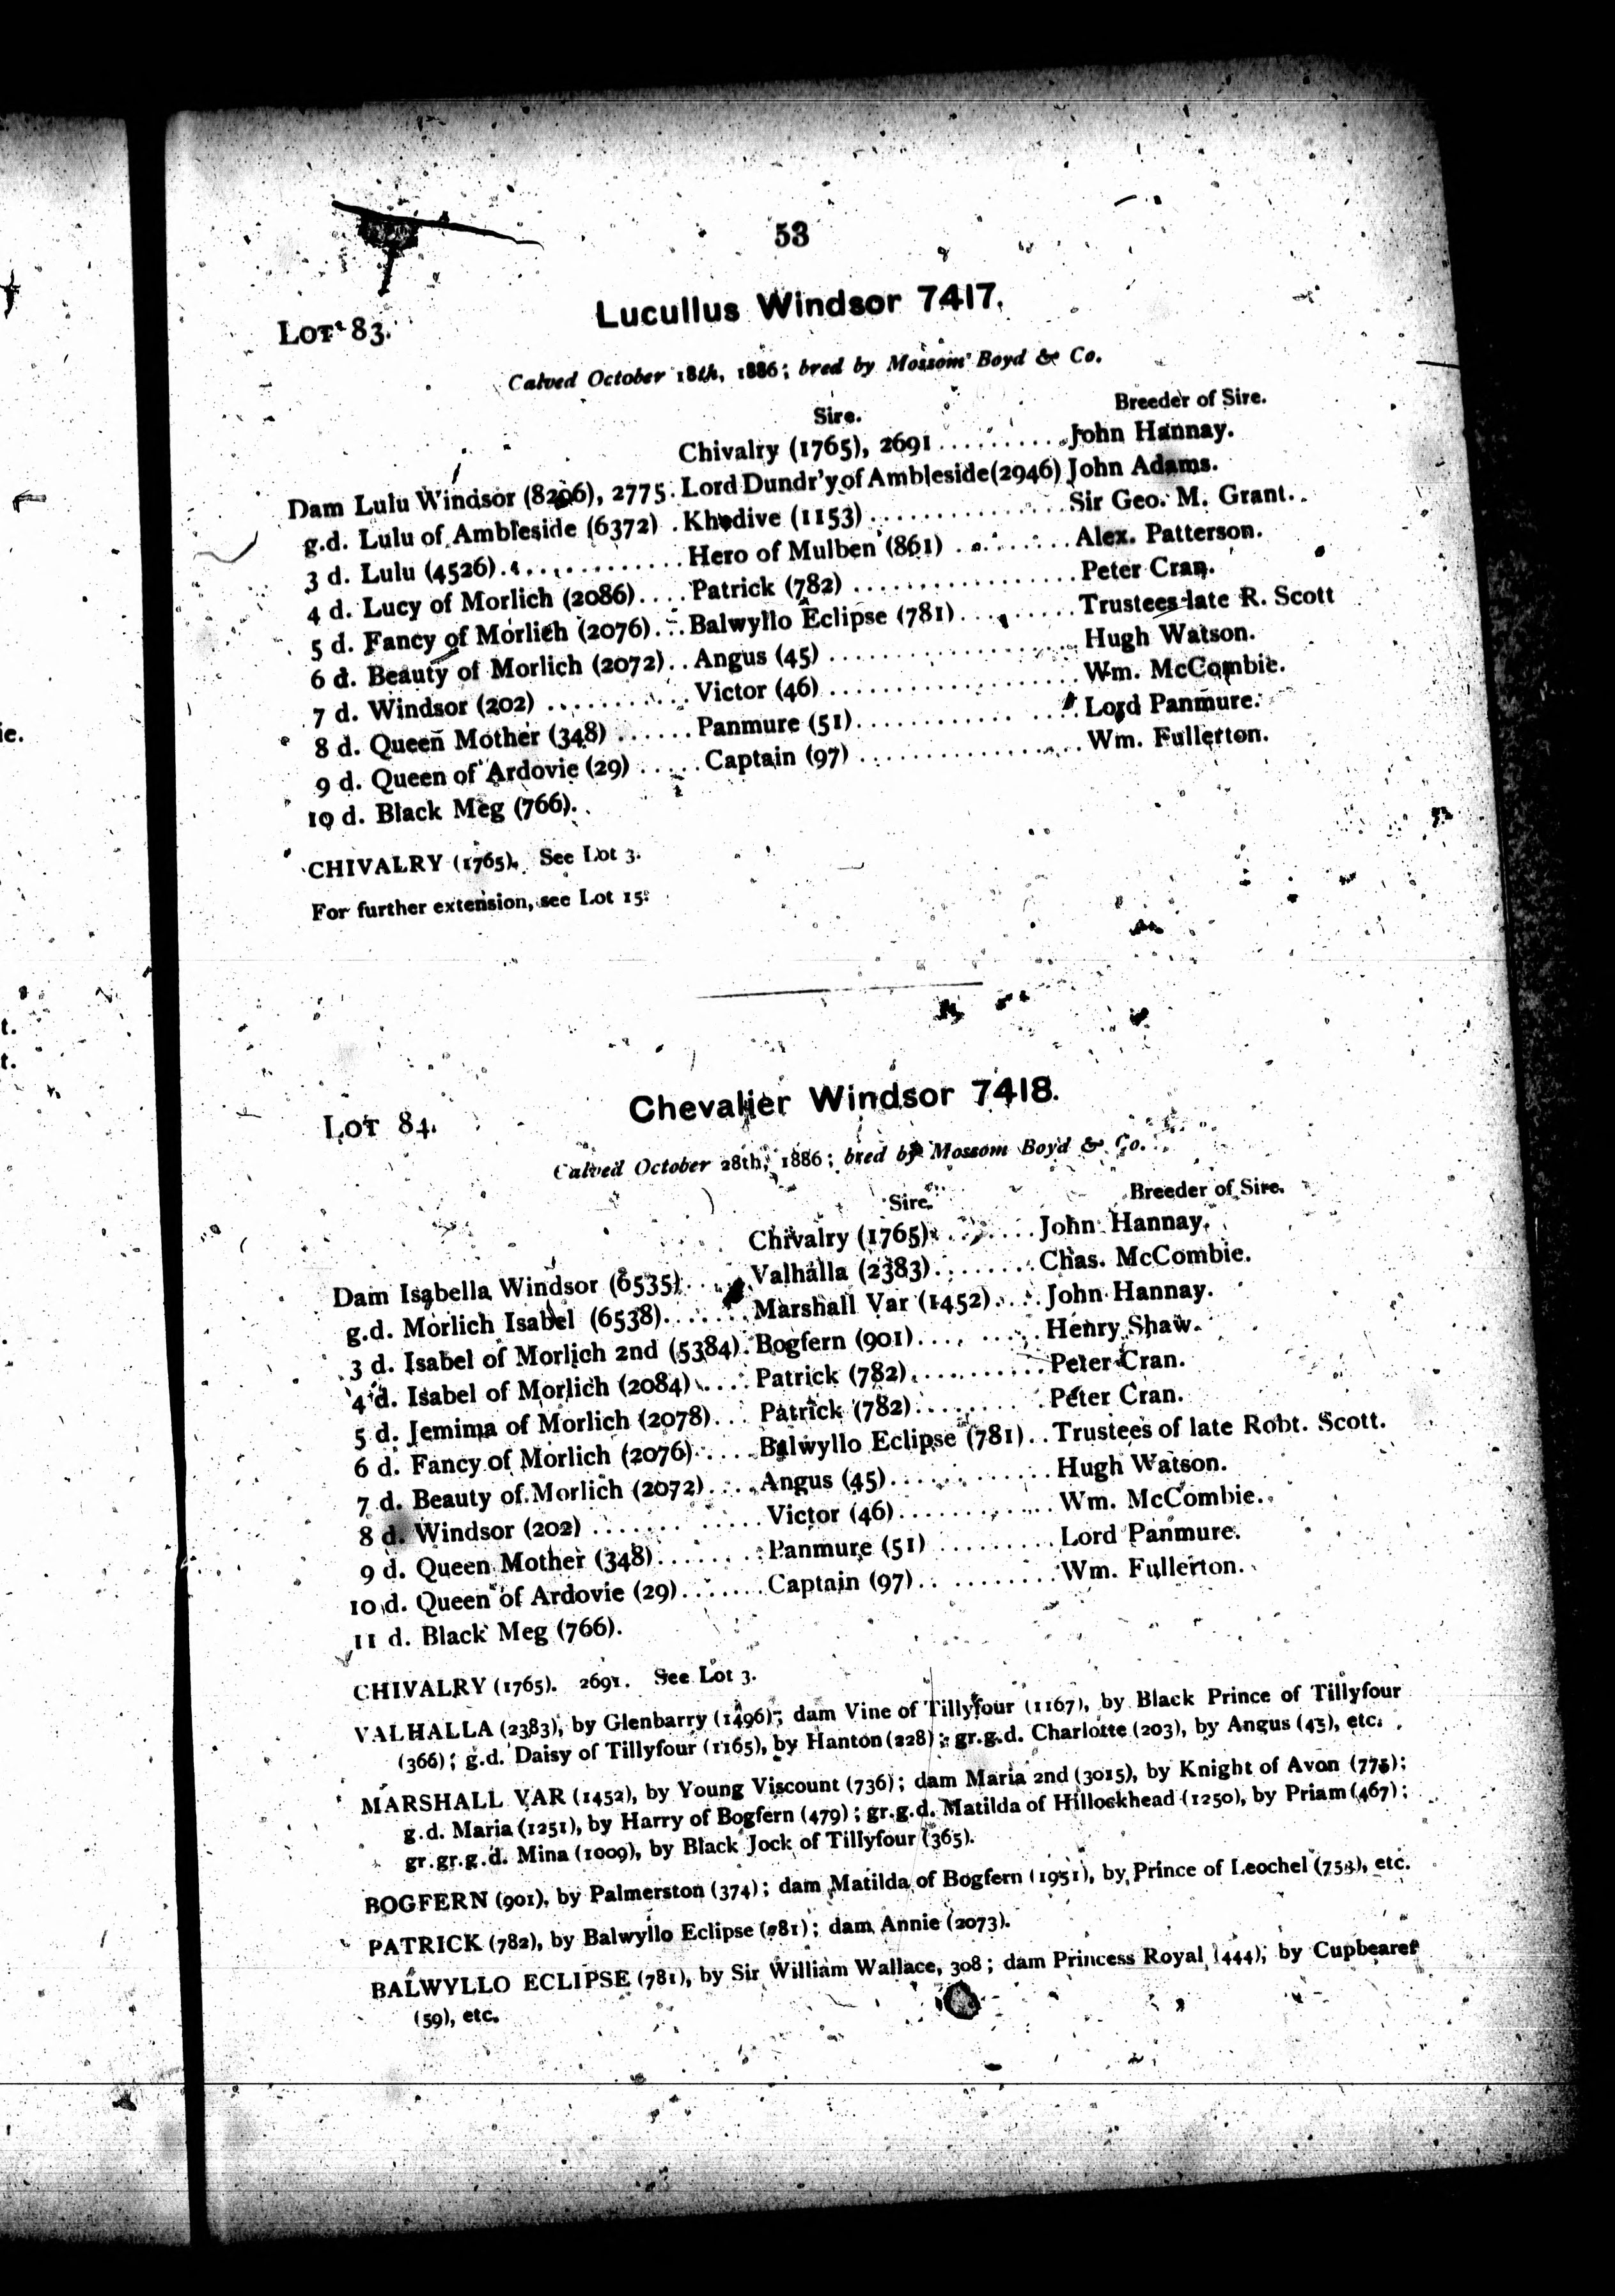 53
LOT 83.
Lucullus Windsor 7417.
Calved October 18th, 1886; bred by Mossom Boyd & Co.
Sire. Breeder of Sire.
Chivalry (1765), 2691.......... John Hannay.
Dam Lulu Windsor (8206), 2775. Lord Dundr'y of Ambleside (2946) John Adams.
g.d. Lulu of Ambleside (6372) . Khedive (1153)............... Sir Geo. M. Grant.
3 d. Lulu (4526)............. Hero of Mulben (861) ......... Alex. Patterson.
4 d. Lucy of Morlich (2086).... Patrick (782) ................. Peter Cran.
5 d. Fancy of Morlich (2076)... Balwyllo Eclipse (781)......... Trustees late R. Scott
6 d. Beauty of Morlich (2072).. Angus (45) ................... Hugh Watson.
7 d. Windsor (202) ........... Victor (46) ................... Wm. McCombie.
8 d. Queen Mother (348) ...... Panmure (51)................ Lord Panmure.
9 d. Queen of Ardovie (29) ..... Captain (97) ................. Wm. Fullerton.
10 d. Black Meg (766).
CHIVALRY (1765). See Lot 3.
For further extension, see Lot 15.
LOT 84.
Chevalier Windsor 7418.
Calved October 28th, 1886; bred by Mossom Boyd & Co.
Sire. Breeder of Sire.
Chivalry (1765)........ John Hannay.
Dam Isabella Windsor (6535)..... Valhalla (2383)......... Chas. McCombie.
g.d. Morlich Isabel (6538)....... Marshall Var (1452)..... John Hannay.
3 d. Isabel of Morlich 2nd (5384). Bogfern (901).......... Henry Shaw.
4 d. Isabel of Morlich (2084)..... Patrick (782)........... Peter Cran.
5 d. Jemima of Morlich (2078)... Patrick (782)......... Peter Cran.
6 d. Fancy of Morlich (2076)..... Balwyllo Eclipse (781).. Trustees of late Robt. Scott.
7 d. Beauty of Morlich (2072).... Angus (45)............ Hugh Watson.
8 d. Windsor (202) ............. Victor (46)............. Wm. McCombie.
9 d. Queen Mother (348)........ Panmure (51) .......... Lord Panmure.
10 d. Queen of Ardovie (29)....... Captain (97)........... Wm. Fullerton.
11 d. Black Meg (766).
CHIVALRY (1765). 2691. See Lot 3.
VALHALLA (2383), by Glenbarry (1496); dam Vine of Tillyfour (1167), by Black Prince of Tillyfour
(366); g.d. Daisy of Tillyfour (1165), by Hanton (228); gr.g.d. Charlotte (203), by Angus (45), etc.
MARSHALL VAR (1452), by Young Viscount (736); dam Maria 2nd (3015), by Knight of Avon (775);
g.d. Maria (1251), by Harry of Bogfern (479); gr.g.d. Matilda of Hillockhead (1250), by Priam (467);
gr.gr.g.d. Mina (1009), by Black Jock of Tillyfour (365).
BOGFERN (901), by Palmerston (374); dam Matilda of Bogfern (1951), by Prince of Leochel (753), etc.
PATRICK (782), by Balwyllo Eclipse (781); dam Annie (2073).
BALWYLLO ECLIPSE (781), by Sir William Wallace, 308; dam Princess Royal (444), by Cupbearer
(59), etc.